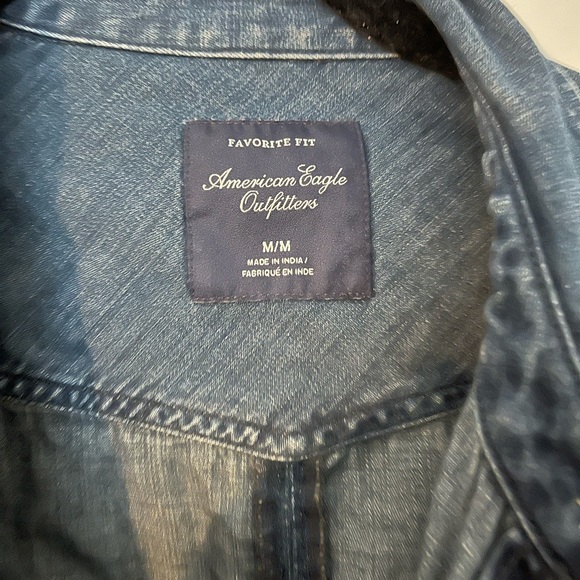 FAVORITE FIT
American Eagle
Outfitters
M/M
MADE IN INDIA /
FABRIQUÉ EN INDE